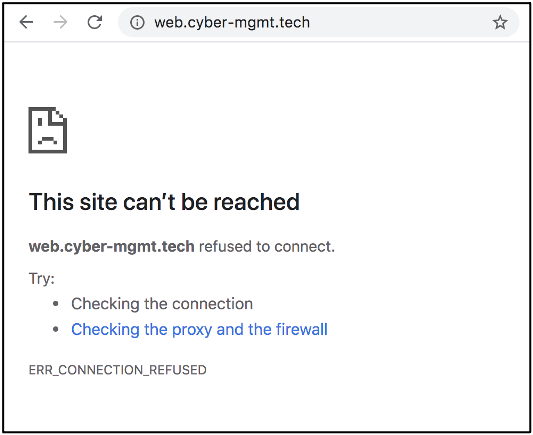 web.cyber-mgmt.tech
This site can't be reached
web.cyber-mgmt.tech refused to connect.
Try:
• Checking the connection
• Checking the proxy and the firewall
ERR_CONNECTION_REFUSED